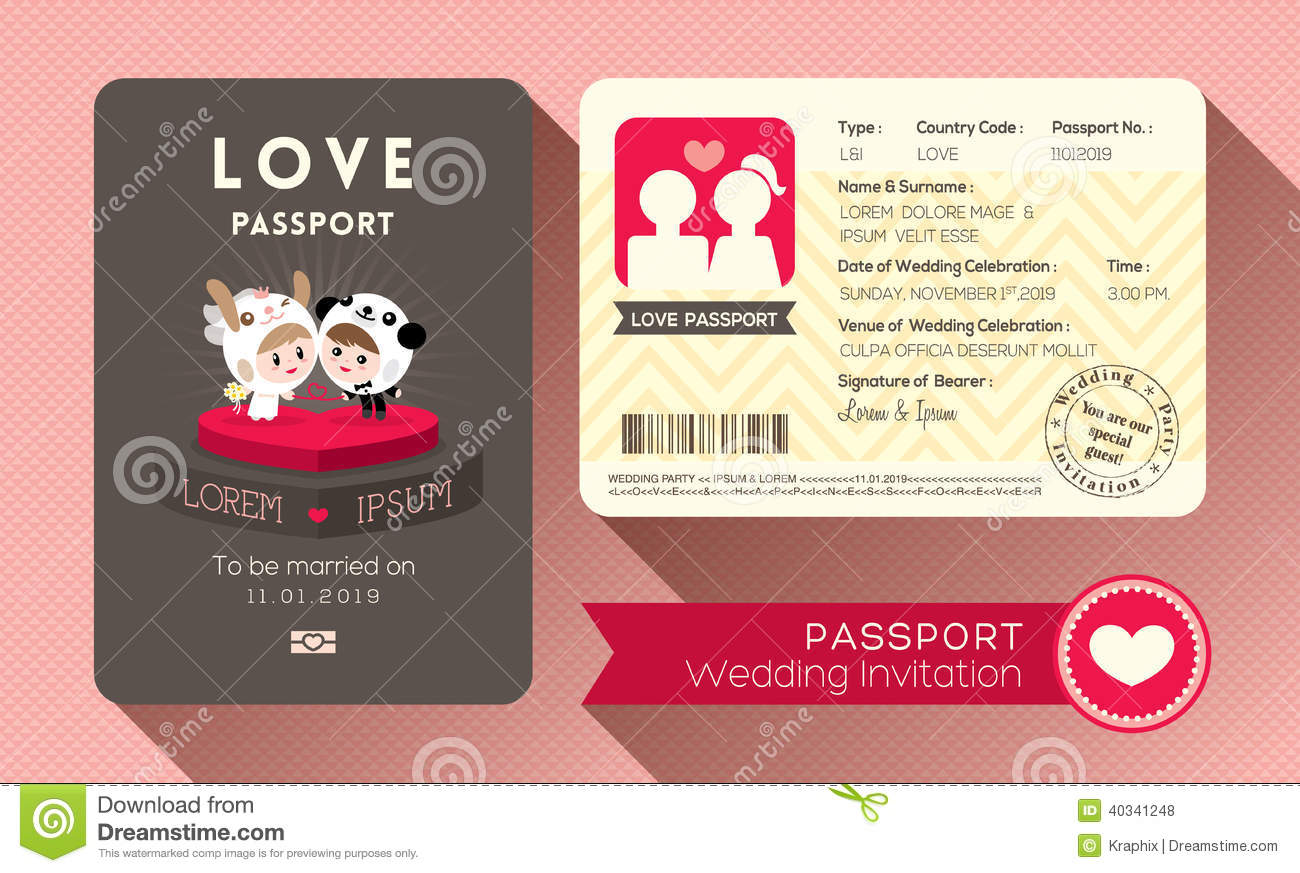 LOVE
PASSPORT
LOREM IPSUM
To be married on
11.01.2019
Type : Country Code : Passport No. :
L&I LOVE 11012019
Name & Surname :
LOREM DOLORE MAGE &
IPSUM VELIT ESSE
Date of Wedding Celebration : Time :
SUNDAY, NOVEMBER 1ST,2019 3.00 PM.
Venue of Wedding Celebration :
CULPA OFFICIA DESERUNT MOLLIT
Signature of Bearer :
Lorem & Ipsum
LOVE PASSPORT
Wedding Party Invitation
You are our
special
guest!
WEDDING PARTY << IPSUM & LOREM <<<<<<<<<11.01.2019<<<<<<<<<<<<<<<<<<<<<
<L<<O<<V<<E<<<<&<<<<H<<A<<P<<P<<I<<N<<E<<S<<S<<<<F<<O<<R<<E<<V<<E<<R
PASSPORT
Wedding Invitation
dreamstime
Download from
Dreamstime.com
This watermarked comp image is for previewing purposes only.
ID 40341248
© Kraphix | Dreamstime.com